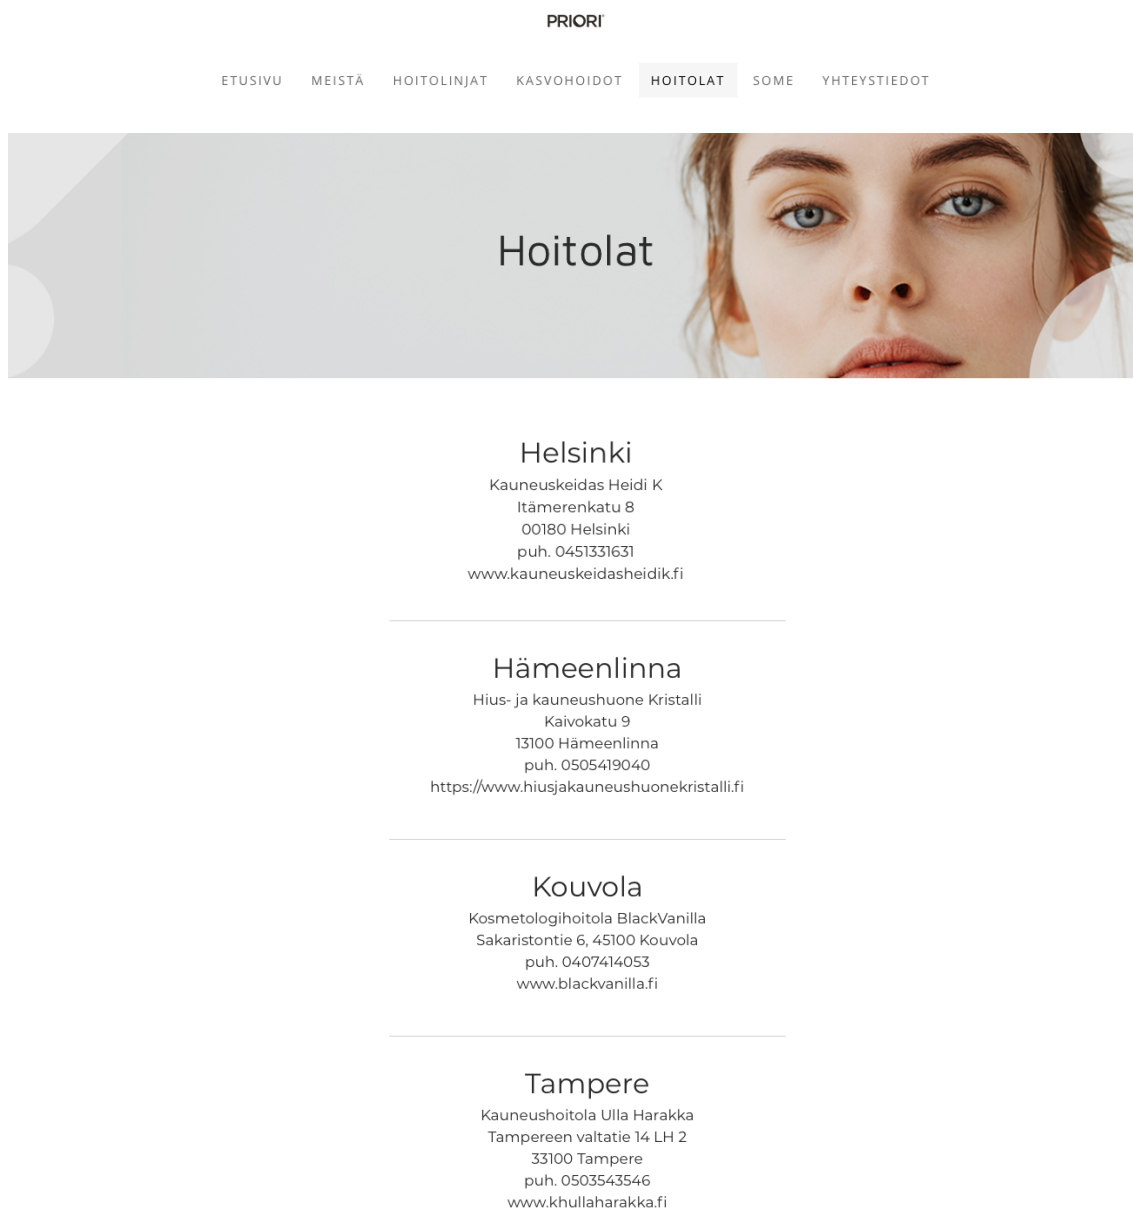 PRIORI
ETUSIVU MEISTÄ HOITOLINJAT KASVOHOIDOT HOITOLAT SOME YHTEYSTIEDOT
Hoitolat
Helsinki
Kauneuskeidas Heidi K
Itämerenkatu 8
00180 Helsinki
puh. 0451331631
www.kauneuskeidasheidik.fi
Hämeenlinna
Hius- ja kauneushuone Kristalli
Kaivokatu 9
13100 Hämeenlinna
puh. 0505419040
https://www.hiusjakauneushuonekristalli.fi
Kouvola
Kosmetologihoitola BlackVanilla
Sakaristontie 6, 45100 Kouvola
puh. 0407414053
www.blackvanilla.fi
Tampere
Kauneushoitola Ulla Harakka
Tampereen valtatie 14 LH 2
33100 Tampere
puh. 0503543546
www.khullaharakka.fi